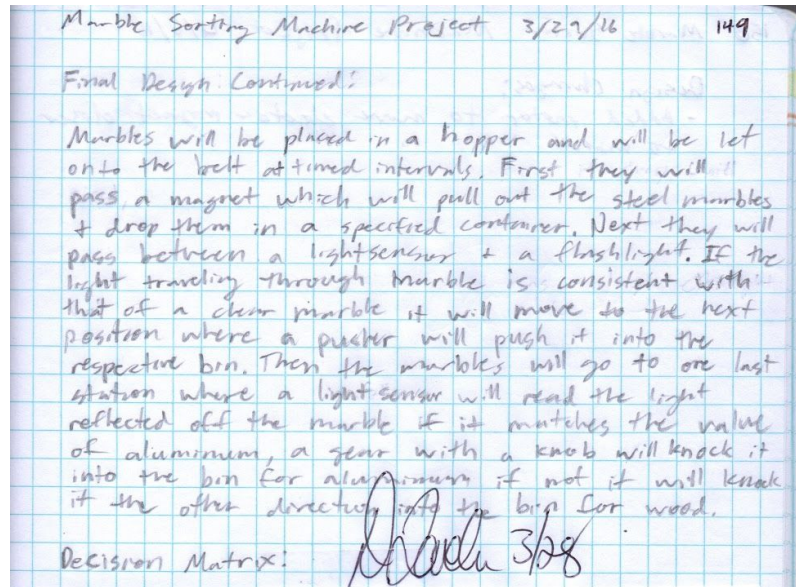 Marble Sorting Machine Project 3/29/16 149
Final Design Continued:
Marbles will be placed in a hopper and will be let
onto the belt at timed intervals. First they will
pass a magnet which will pull out the steel marbles
+ drop them in a specified container. Next they will
pass between a lightsensor + a flashlight. If the
light traveling through marble is consistent with
that of a clear marble it will move to the next
position where a pusher will push it into the
respective bin. Then the marbles will go to one last
station where a light sensor will read the light
reflected off the marble if it matches the value
of aluminum, a gear with a knob will knock it
into the bin for aluminum if not it will knock
it the other direction into the bin for wood.
Decision Matrix: 3/28